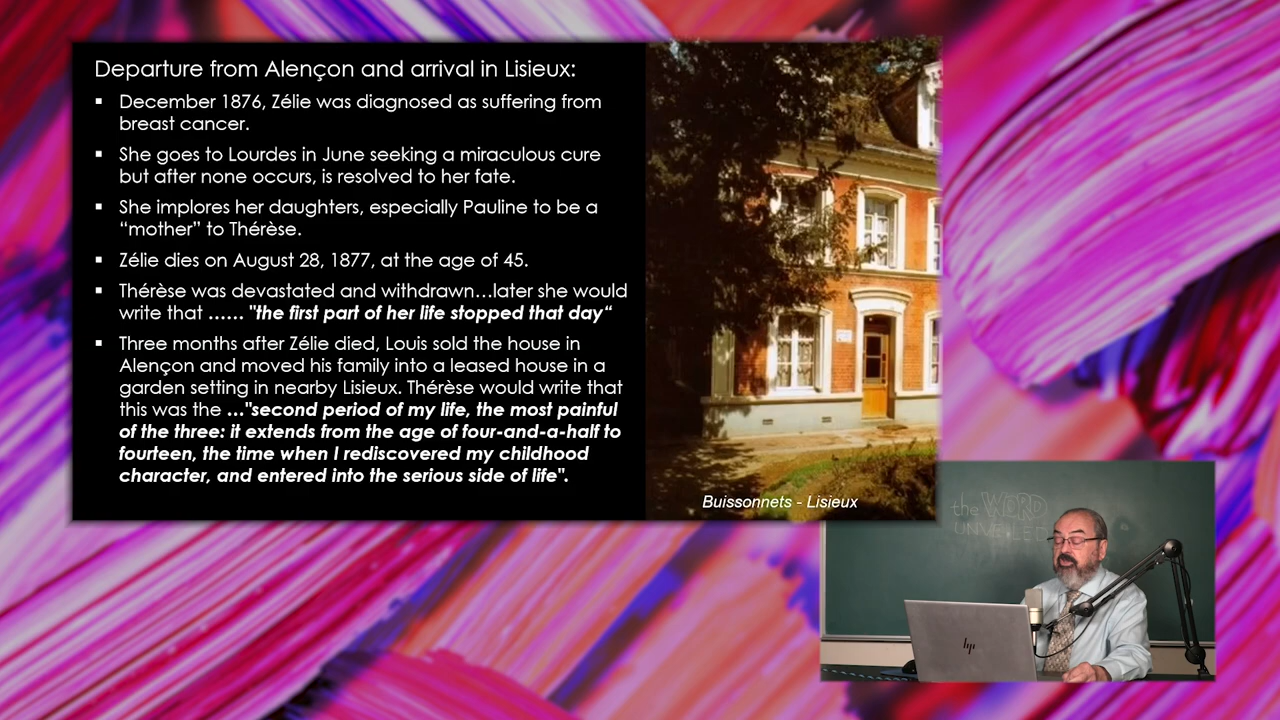 Departure from Alençon and arrival in Lisieux:
▪ December 1876, Zélie was diagnosed as suffering from
breast cancer.
▪ She goes to Lourdes in June seeking a miraculous cure
but after none occurs, is resolved to her fate.
▪ She implores her daughters, especially Pauline to be a
“mother” to Thérèse.
▪ Zélie dies on August 28, 1877, at the age of 45.
▪ Thérèse was devastated and withdrawn…later she would
write that …… "the first part of her life stopped that day“
▪ Three months after Zélie died, Louis sold the house in
Alençon and moved his family into a leased house in a
garden setting in nearby Lisieux. Thérèse would write that
this was the …"second period of my life, the most painful
of the three: it extends from the age of four-and-a-half to
fourteen, the time when I rediscovered my childhood
character, and entered into the serious side of life".
Buissonnets - Lisieux
the WORD
UNVEILED
hp